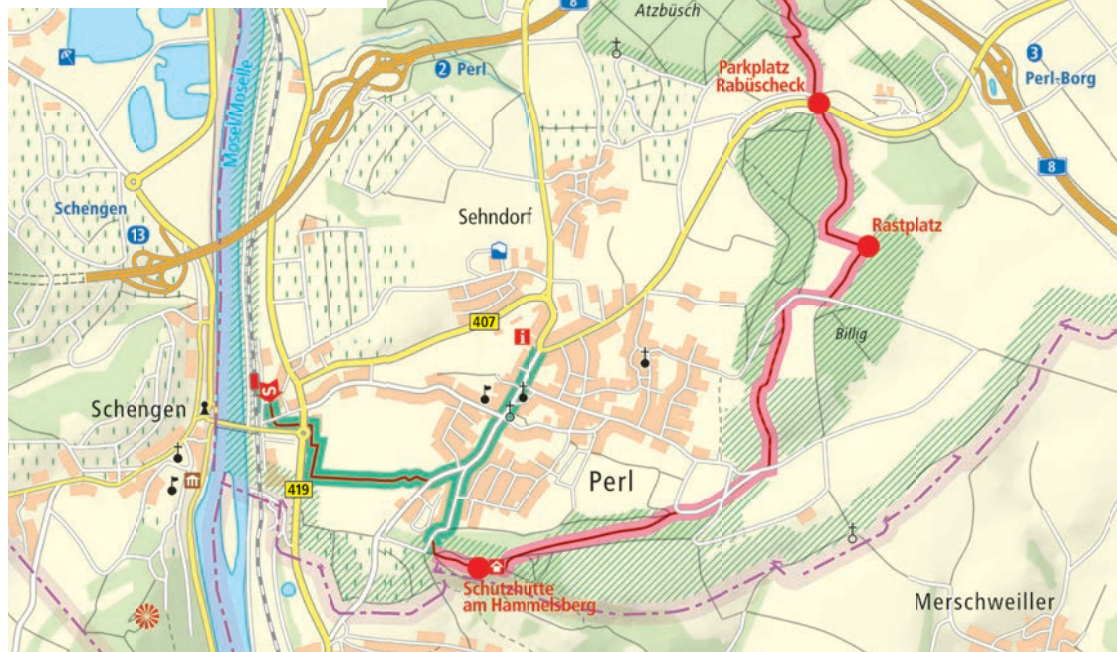 8
Atzbüsch
Parkplatz
Rabüscheck
3
Perl-Borg
2 Perl
Mosel/Moselle
8
Schengen
13
Sehndorf
Rastplatz
407
i
Billig
S
Schengen
Perl
419
Schutzhütte
am Hammelsberg
Merschweiller